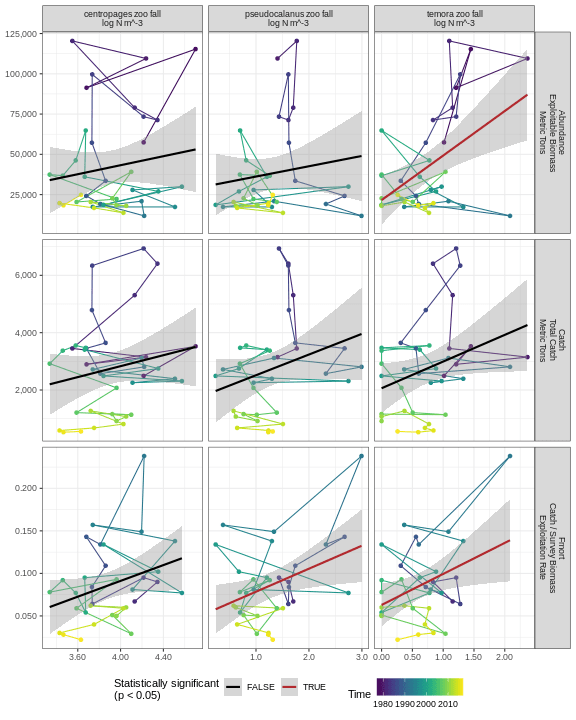 centropages zoo fall
log N m^-3
pseudocalanus zoo fall
log N m^-3
temora zoo fall
log N m^-3
125,000
100,000
75,000
50,000
25,000
Abundance
Exploitable Biomass
Metric Tons
6,000
4,000
2,000
Catch
Total Catch
Metric Tons
0.200
0.150
0.100
0.050
Fmort
Catch / Survey Biomass
Exploitation Rate
3.60
4.00
4.40
1.0
2.0
3.0
0.00
0.50
1.00
1.50
2.00
Statistically significant
(p < 0.05)
FALSE
TRUE
Time
1980 1990 2000 2010